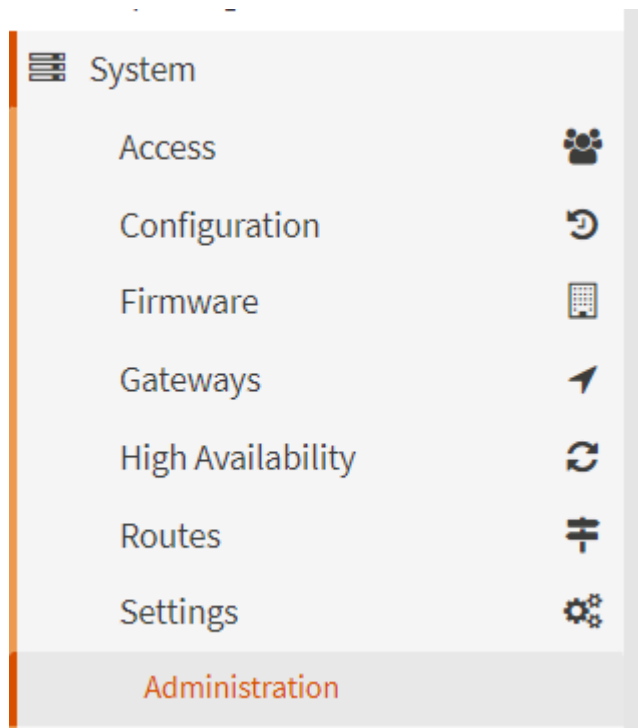 System
Access
Configuration
Firmware
Gateways
High Availability
Routes
Settings
Administration